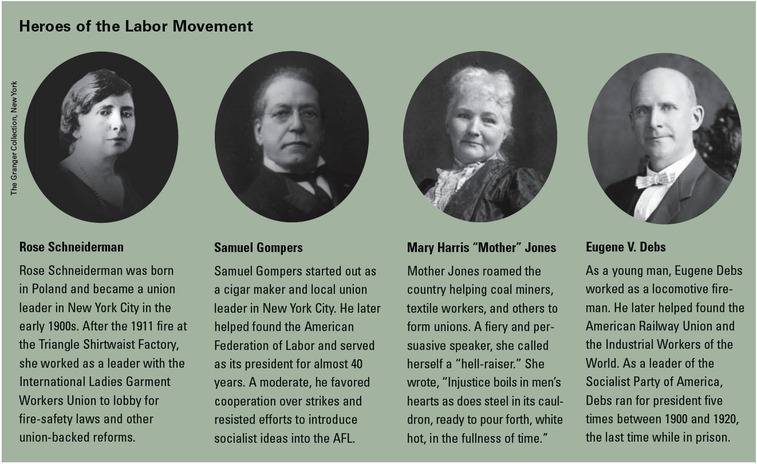 Heroes of the Labor Movement
The Granger Collection, New York
Rose Schneiderman
Rose Schneiderman was born
in Poland and became a union
leader in New York City in the
early 1900s. After the 1911 fire at
the Triangle Shirtwaist Factory,
she worked as a leader with the
International Ladies Garment
Workers Union to lobby for
fire-safety laws and other
union-backed reforms.
Samuel Gompers
Samuel Gompers started out as
a cigar maker and local union
leader in New York City. He later
helped found the American
Federation of Labor and served
as its president for almost 40
years. A moderate, he favored
cooperation over strikes and
resisted efforts to introduce
socialist ideas into the AFL.
Mary Harris “Mother” Jones
Mother Jones roamed the
country helping coal miners,
textile workers, and others to
form unions. A fiery and per-
suasive speaker, she called
herself a “hell-raiser.” She
wrote, “Injustice boils in men’s
hearts as does steel in its caul-
dron, ready to pour forth, white
hot, in the fullness of time.”
Eugene V. Debs
As a young man, Eugene Debs
worked as a locomotive fire-
man. He later helped found the
American Railway Union and
the Industrial Workers of the
World. As a leader of the
Socialist Party of America,
Debs ran for president five
times between 1900 and 1920,
the last time while in prison.